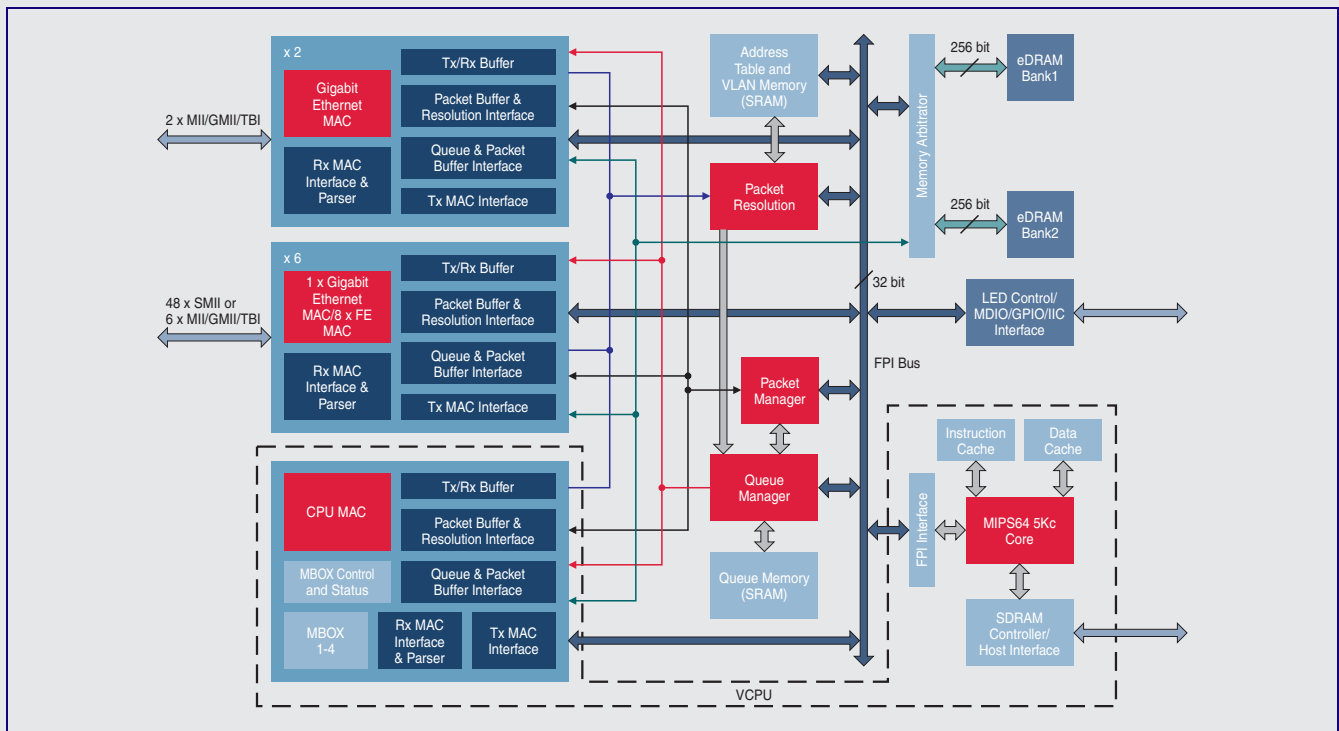 x 2
Gigabit
Ethernet
MAC
Rx MAC
Interface &
Parser
Tx/Rx Buffer
Packet Buffer &
Resolution Interface
Queue & Packet
Buffer Interface
Tx MAC Interface
2 x MII/GMII/TBI
x 6
1 x Gigabit
Ethernet
MAC/8 x FE
MAC
Rx MAC
Interface &
Parser
Tx/Rx Buffer
Packet Buffer &
Resolution Interface
Queue & Packet
Buffer Interface
Tx MAC Interface
48 x SMII or
6 x MII/GMII/TBI
CPU MAC
MBOX Control
and Status
MBOX
1-4
Tx/Rx Buffer
Packet Buffer &
Resolution Interface
Queue & Packet
Buffer Interface
Rx MAC
Interface
& Parser
Tx MAC
Interface
Address
Table and
VLAN Memory
(SRAM)
Packet
Resolution
Packet
Manager
Queue
Manager
Queue Memory
(SRAM)
32 bit
FPI Bus
Memory Arbitrator
256 bit
eDRAM
Bank1
256 bit
eDRAM
Bank2
LED Control/
MDIO/GPIO/IIC
Interface
Instruction
Cache
Data
Cache
FPI Interface
MIPS64 5Kc
Core
SDRAM
Controller/
Host Interface
VCPU